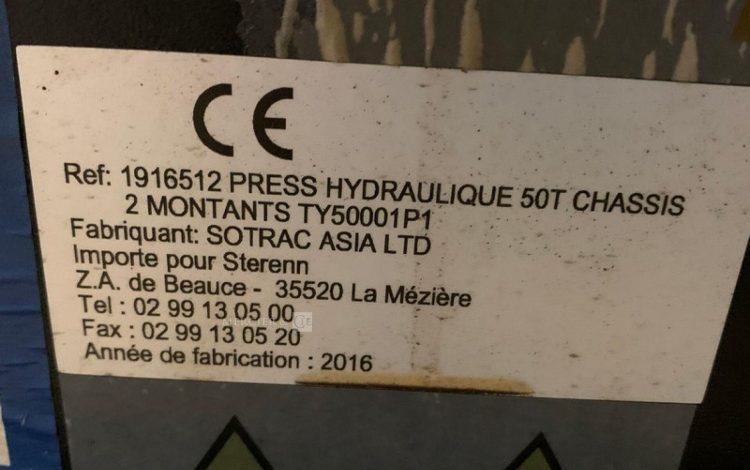 CE
Ref: 1916512 PRESS HYDRAULIQUE 50T CHASSIS
2 MONTANTS TY50001P1
Fabriquant: SOTRAC ASIA LTD
Importe pour Sterenn
Z.A. de Beauce - 35520 La Mézière
Tel : 02 99 13 05 00
Fax : 02 99 13 05 20
Année de fabrication : 2016